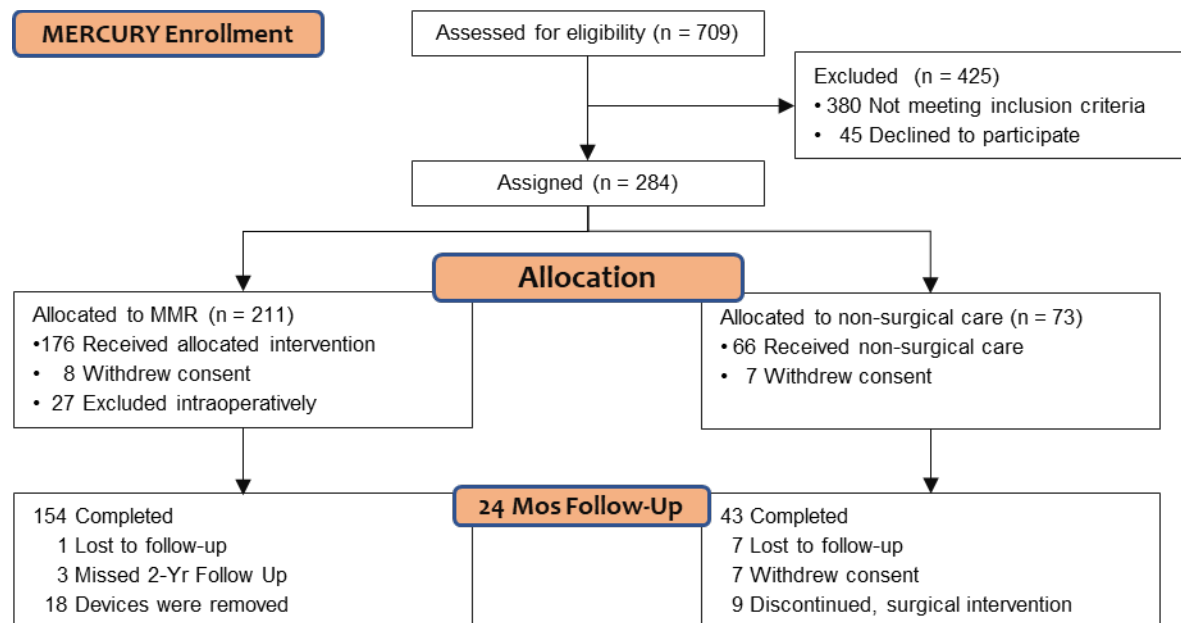 MERCURY Enrollment
Assessed for eligibility (n = 709)
Excluded (n = 425)
• 380 Not meeting inclusion criteria
• 45 Declined to participate
Assigned (n = 284)
Allocation
Allocated to MMR (n = 211)
•176 Received allocated intervention
• 8 Withdrew consent
• 27 Excluded intraoperatively
Allocated to non-surgical care (n = 73)
• 66 Received non-surgical care
• 7 Withdrew consent
24 Mos Follow-Up
154 Completed
1 Lost to follow-up
3 Missed 2-Yr Follow Up
18 Devices were removed
43 Completed
7 Lost to follow-up
7 Withdrew consent
9 Discontinued, surgical intervention